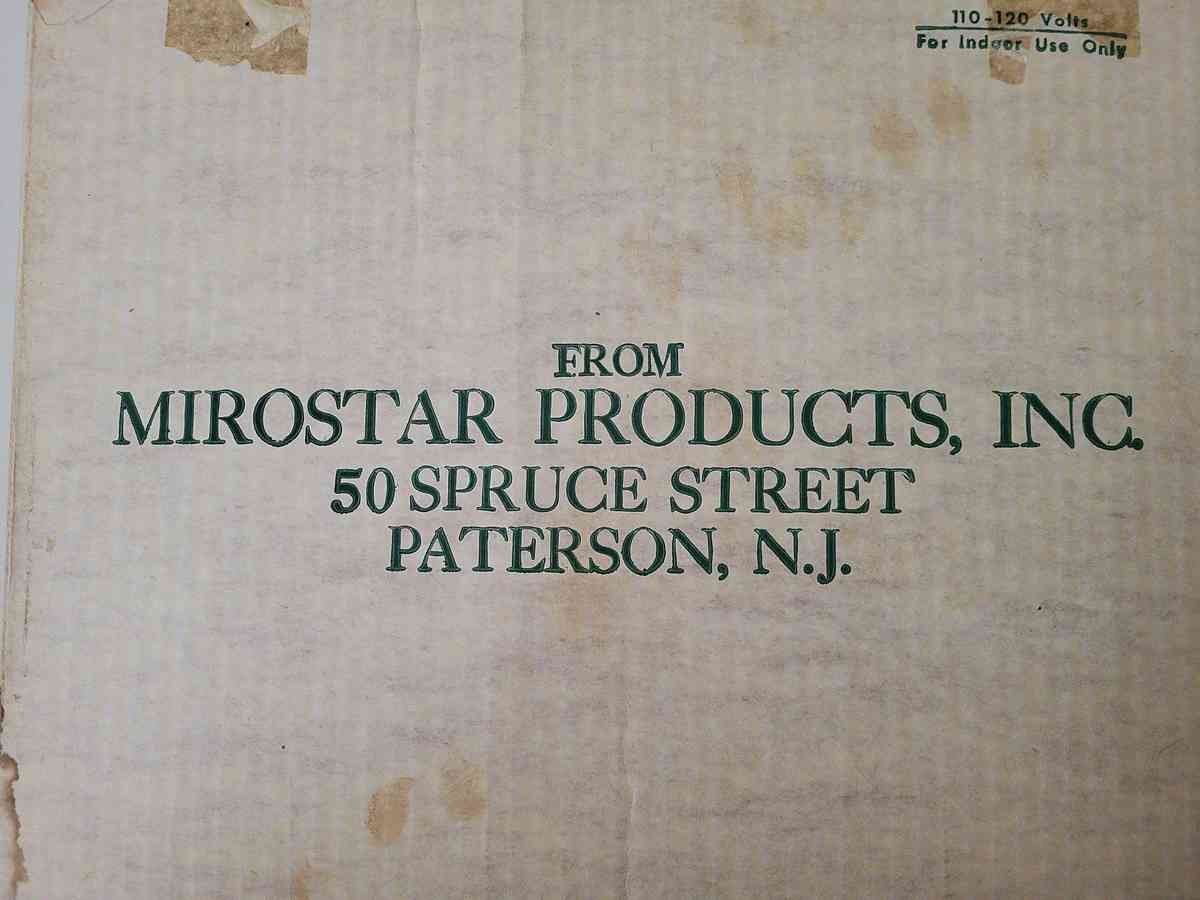 110-120 Volts
For Indoor Use Only
FROM
MIROSTAR PRODUCTS, INC.
50 SPRUCE STREET
PATERSON, N.J.